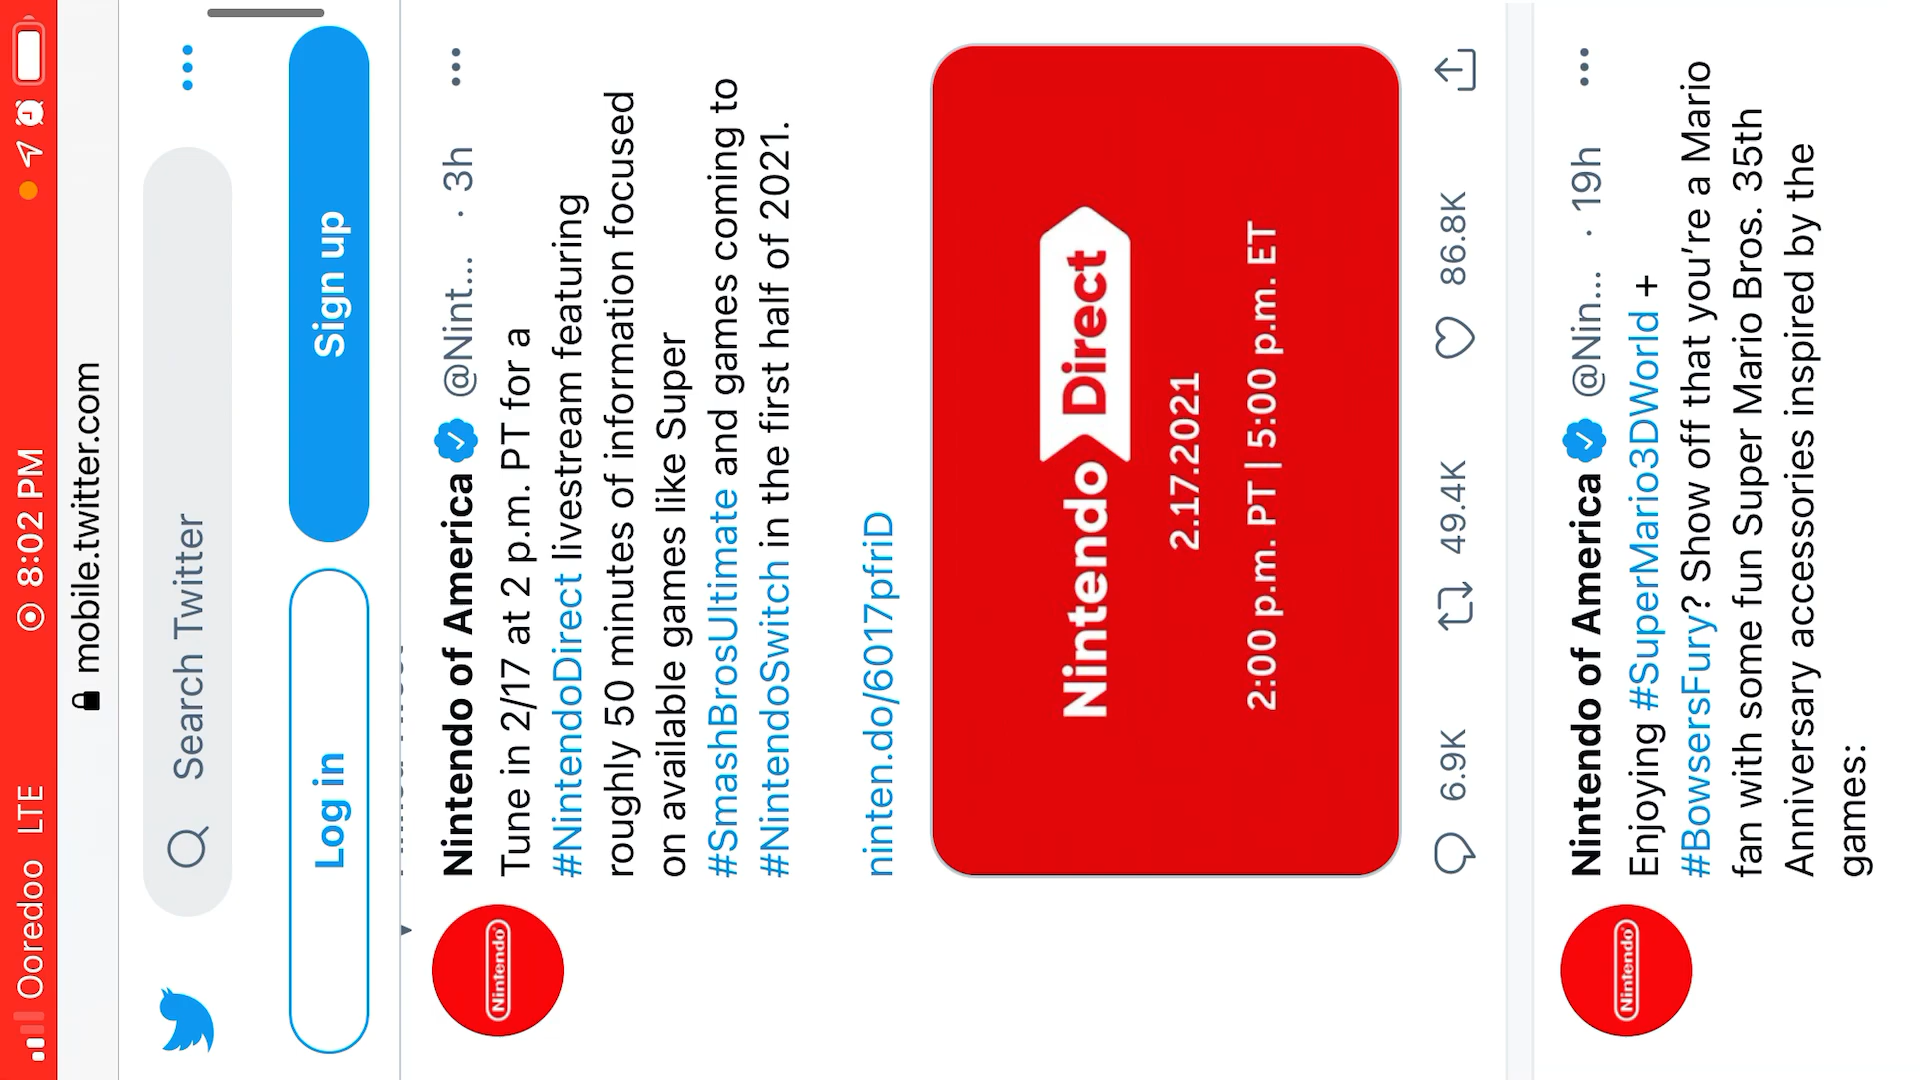 Ooredoo LTE 8:02 PM
mobile.twitter.com
Search Twitter
Log in Sign up
Nintendo of America @Nint... · 3h
Tune in 2/17 at 2 p.m. PT for a
#NintendoDirect livestream featuring
roughly 50 minutes of information focused
on available games like Super
#SmashBrosUltimate and games coming to
#NintendoSwitch in the first half of 2021.
ninten.do/6017pfriD
Nintendo Direct
2.17.2021
2:00 p.m. PT | 5:00 p.m. ET
6.9K 49.4K 86.8K
Nintendo
Nintendo of America @Nin... · 19h
Enjoying #SuperMario3DWorld +
#BowsersFury? Show off that you're a Mario
fan with some fun Super Mario Bros. 35th
Anniversary accessories inspired by the
games:
Nintendo